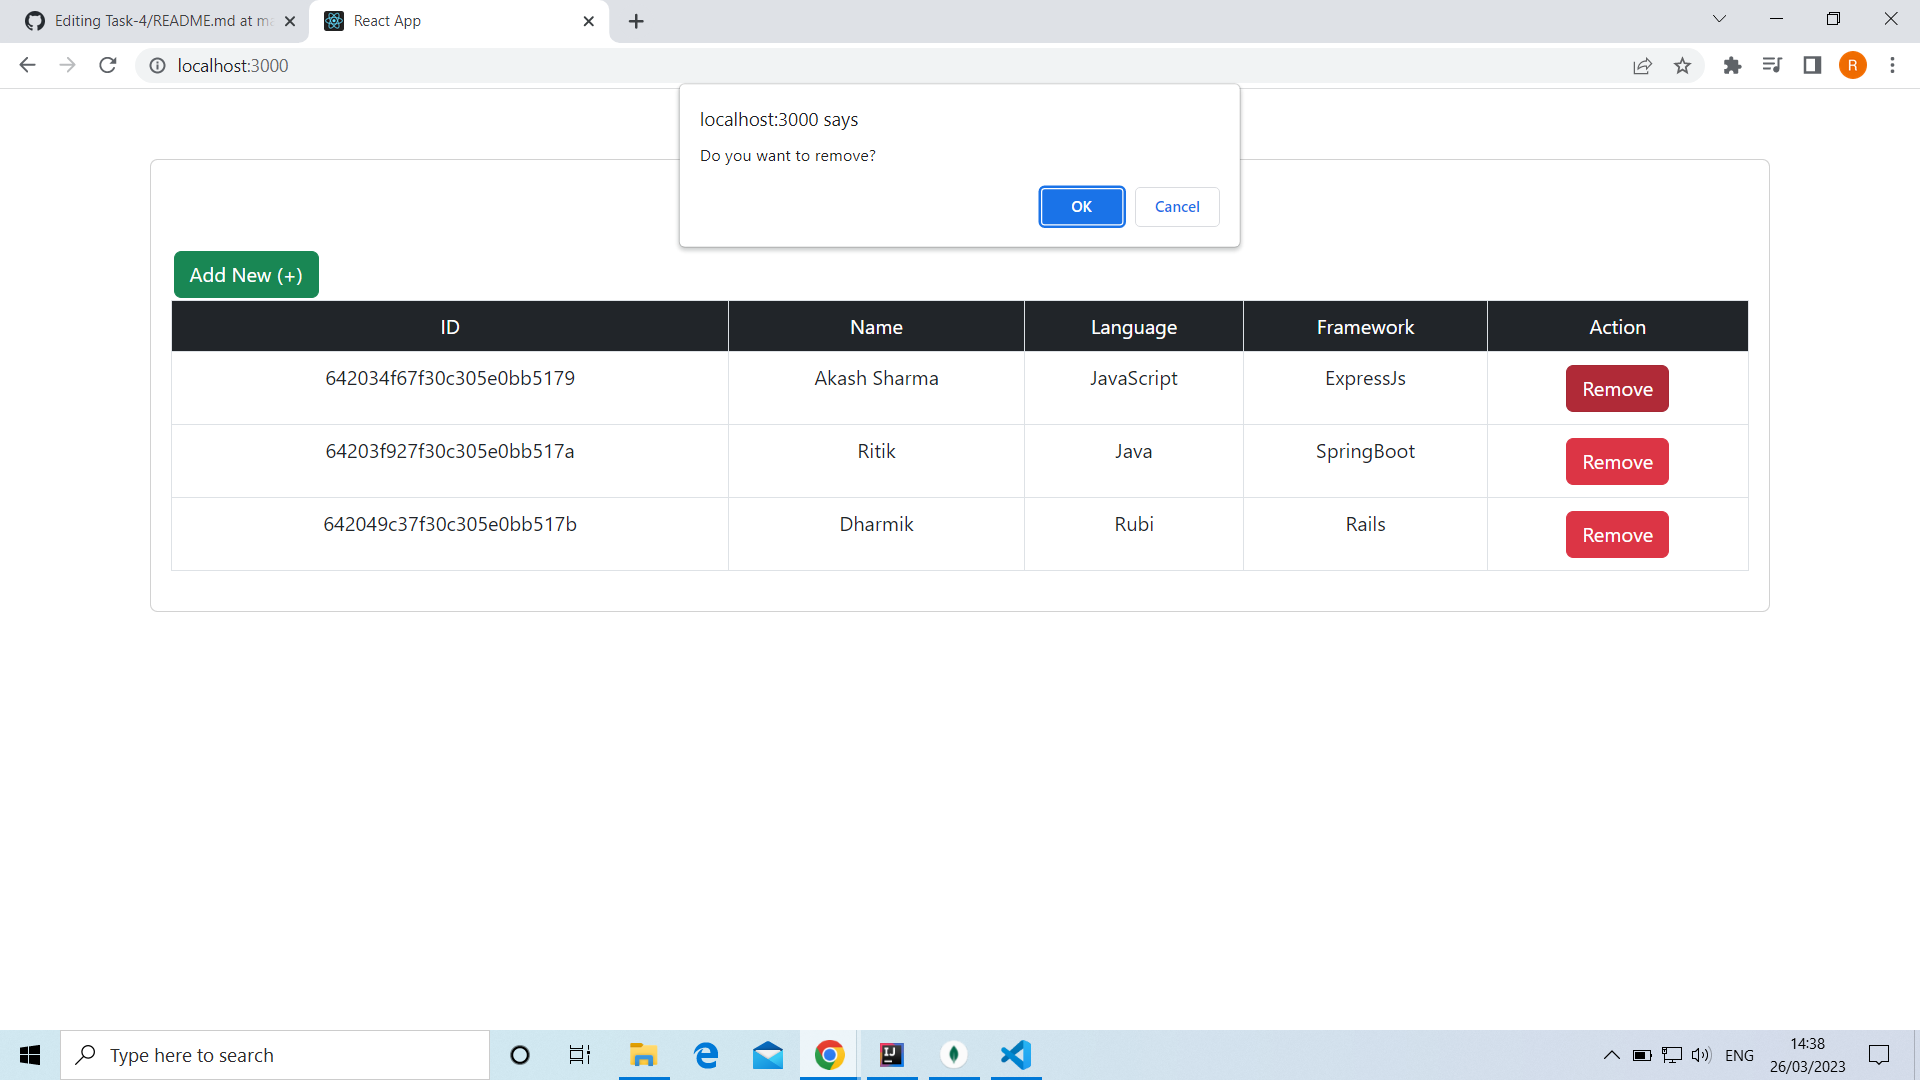 Editing Task-4/README.md at ma
React App
localhost:3000
R
localhost:3000 says
Do you want to remove?
OK Cancel
Add New (+)
ID Name Language Framework Action
642034f67f30c305e0bb5179 Akash Sharma JavaScript ExpressJs Remove
64203f927f30c305e0bb517a Ritik Java SpringBoot Remove
642049c37f30c305e0bb517b Dharmik Rubi Rails Remove
Type here to search
IJ
ENG
14:38
26/03/2023